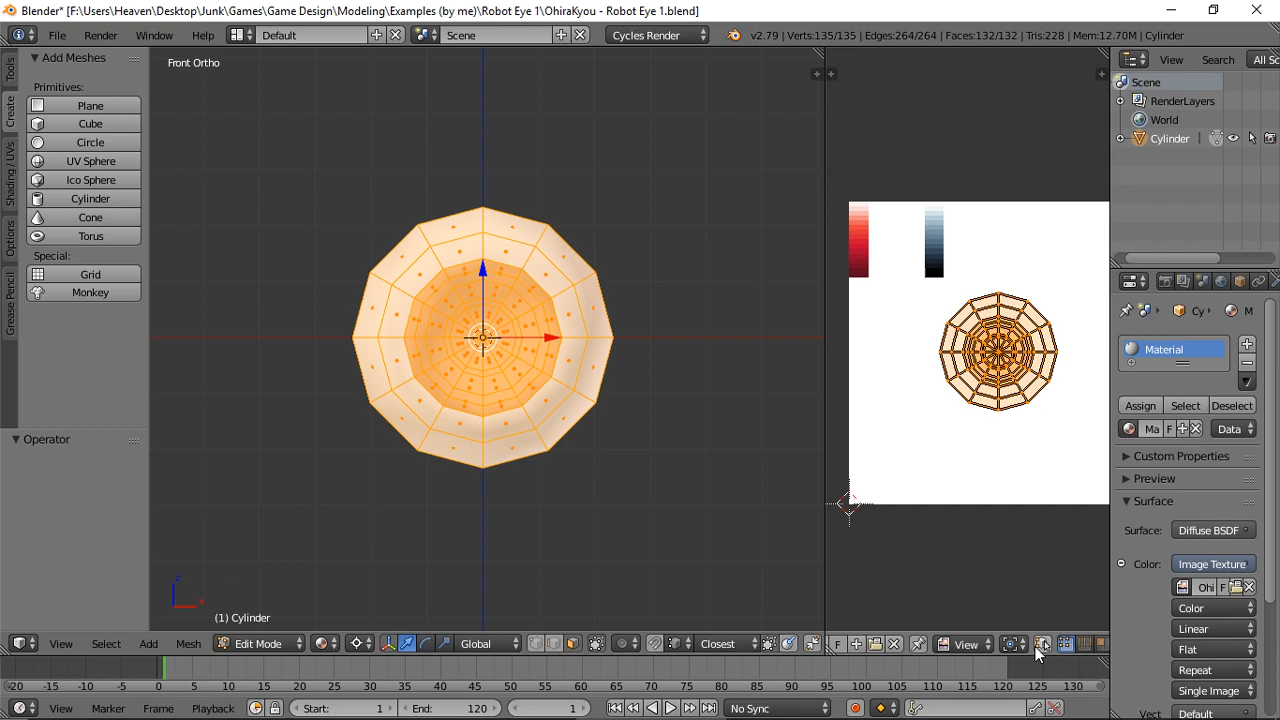 Blender* [F:\Users\Heaven\Desktop\Junk\Games\Game Design\Modeling\Examples (by me)\Robot Eye 1\OhiraKyou - Robot Eye 1.blend]
File Render Window Help Default Scene Cycles Render v2.79 | Verts:135/135 | Edges:264/264 | Faces:132/132 | Tris:228 | Mem:12.70M | Cylinder
Tools
Create
Shading / UVs
Options
Grease Pencil
Add Meshes
Primitives:
Plane
Cube
Circle
UV Sphere
Ico Sphere
Cylinder
Cone
Torus
Special:
Grid
Monkey
Operator
Front Ortho
z
x
(1) Cylinder
View Search All Sc
Scene
RenderLayers
World
Cylinder
Cy M
Material
Assign Select Deselect
Ma F Data
Custom Properties
Preview
Surface
Surface: Diffuse BSDF
Color: Image Texture
Ohi F
Color
Linear
Flat
Repeat
Single Image
Vect Default
View Select Add Mesh Edit Mode Global Closest F View
-20 -15 -10 -5 0 5 10 15 20 25 30 35 40 45 50 55 60 65 70 75 80 85 90 95 100 105 110 115 120 125 130
View Marker Frame Playback Start: 1 End: 120 1 No Sync